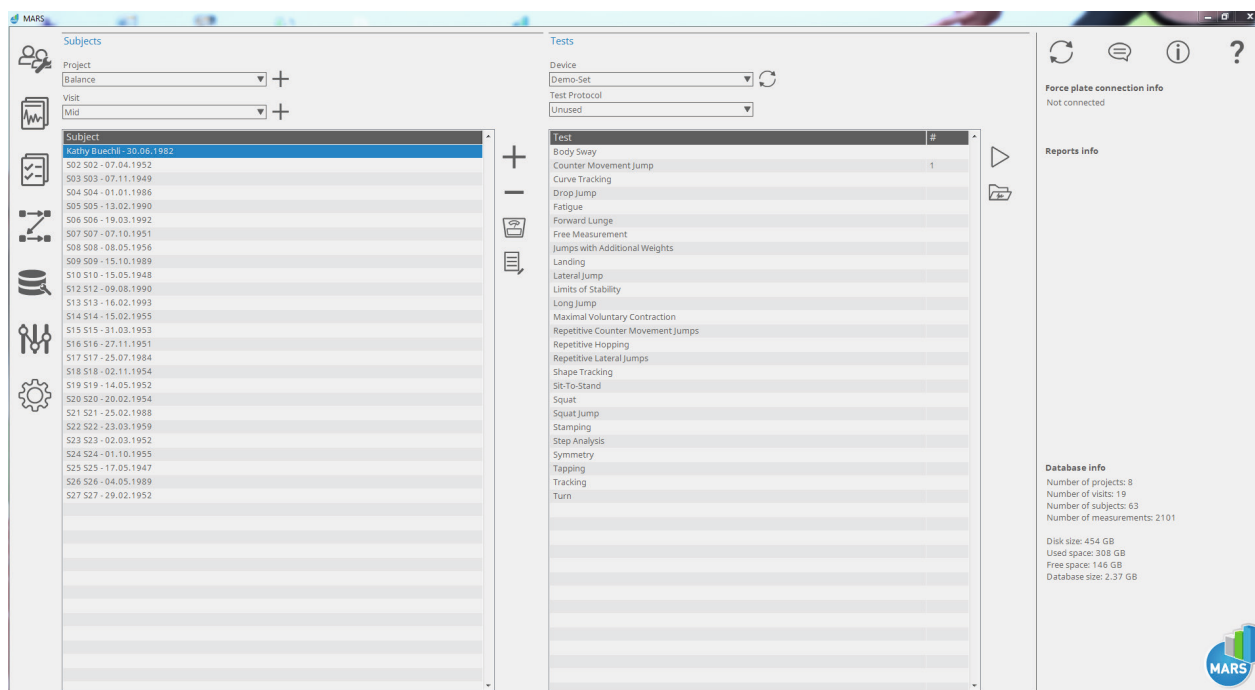 MARS
Subjects
Project
Balance
Visit
Mid
Subject
Kathy Buechli - 30.06.1982
S02 S02 - 07.04.1952
S03 S03 - 07.11.1949
S04 S04 - 01.01.1986
S05 S05 - 13.02.1990
S06 S06 - 19.03.1992
S07 S07 - 07.10.1951
S08 S08 - 08.05.1956
S09 S09 - 15.10.1989
S10 S10 - 15.05.1948
S12 S12 - 09.08.1990
S13 S13 - 16.02.1993
S14 S14 - 15.02.1955
S15 S15 - 31.03.1953
S16 S16 - 27.11.1951
S17 S17 - 25.07.1984
S18 S18 - 02.11.1954
S19 S19 - 14.05.1952
S20 S20 - 20.02.1954
S21 S21 - 25.02.1988
S22 S22 - 23.03.1959
S23 S23 - 02.03.1952
S24 S24 - 01.10.1955
S25 S25 - 17.05.1947
S26 S26 - 04.05.1989
S27 S27 - 29.02.1952
Tests
Device
Demo-Set
Test Protocol
Unused
Test #
Body Sway
Counter Movement Jump 1
Curve Tracking
Drop Jump
Fatigue
Forward Lunge
Free Measurement
Jumps with Additional Weights
Landing
Lateral Jump
Limits of Stability
Long Jump
Maximal Voluntary Contraction
Repetitive Counter Movement Jumps
Repetitive Hopping
Repetitive Lateral Jumps
Shape Tracking
Sit-To-Stand
Squat
Squat Jump
Stamping
Step Analysis
Symmetry
Tapping
Tracking
Turn
Force plate connection info
Not connected
Reports info
Database info
Number of projects: 8
Number of visits: 19
Number of subjects: 63
Number of measurements: 2101
Disk size: 454 GB
Used space: 308 GB
Free space: 146 GB
Database size: 2.37 GB
MARS